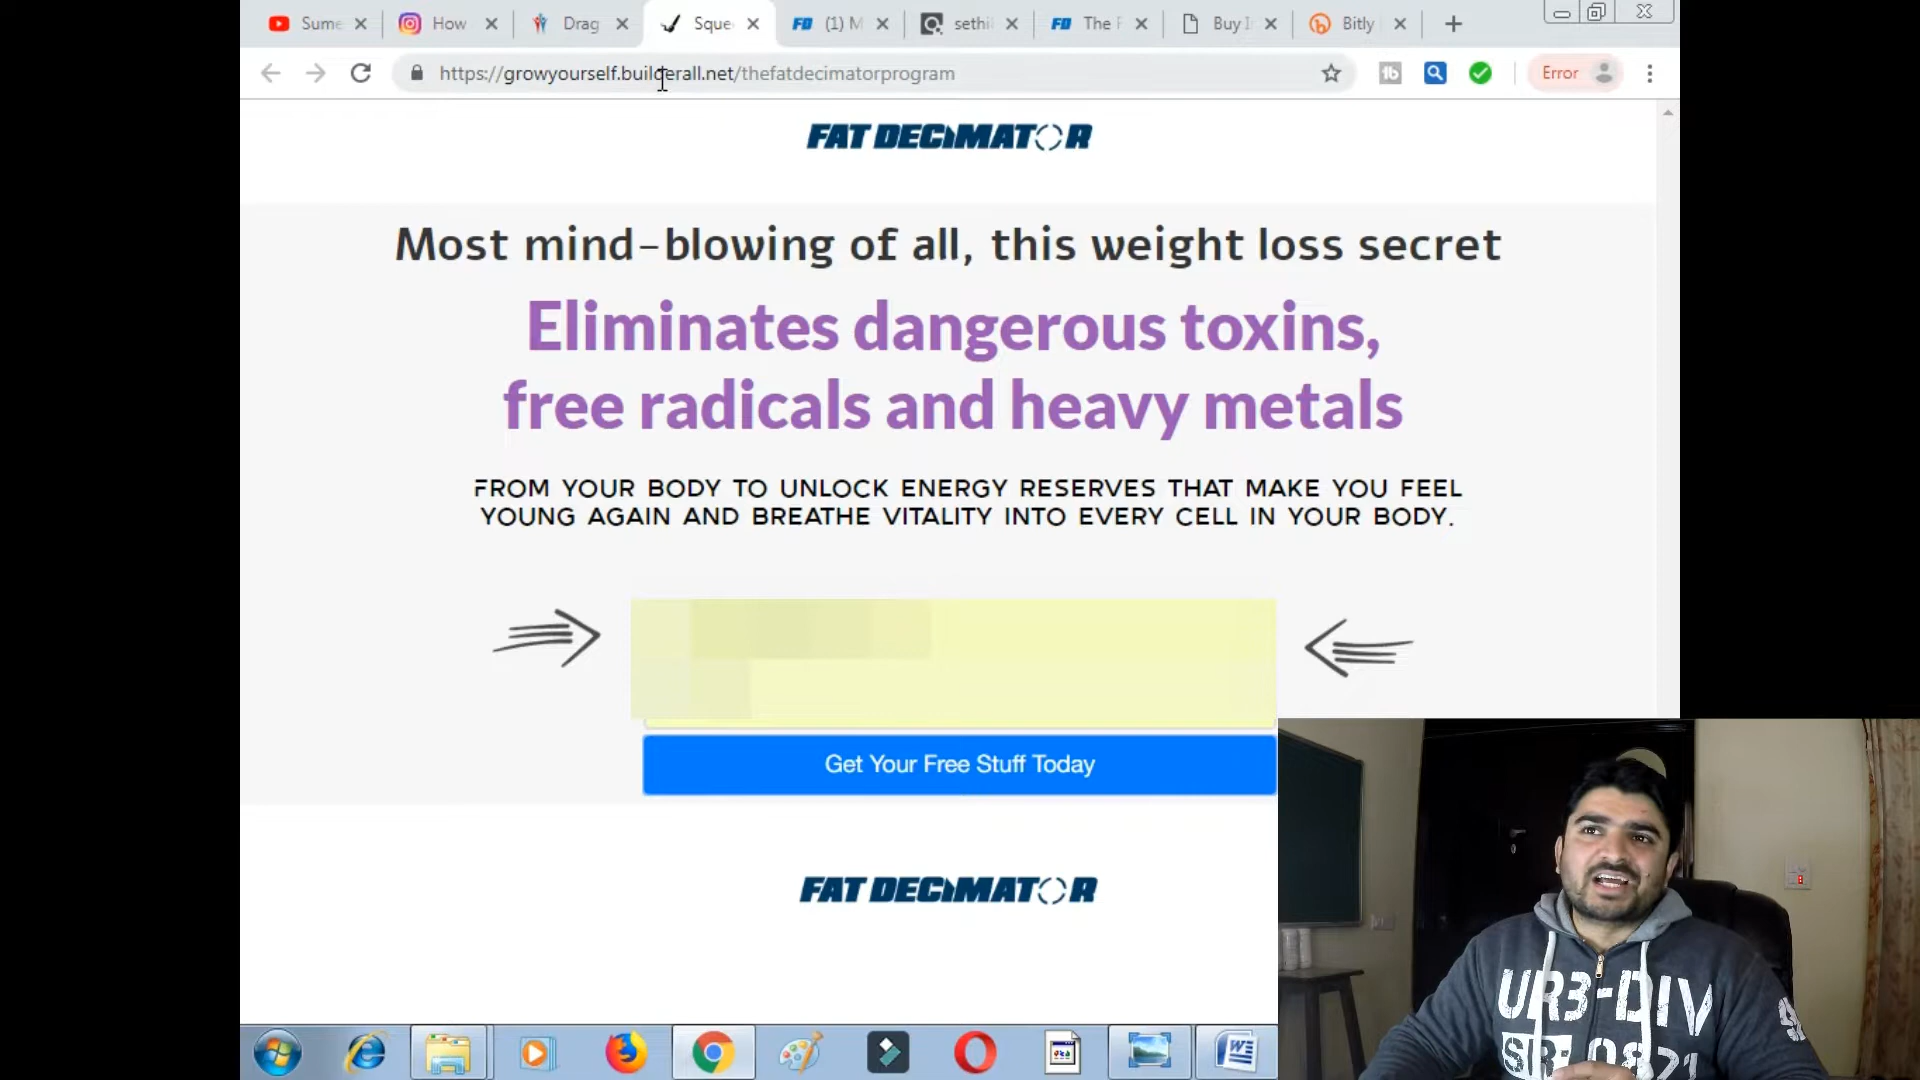 Sume
How
Drag
Sque
(1) M
sethi
The F
Buy I
Bitly
https://growyourself.builderall.net/thefatdecimatorprogram
Error
FAT DECIMATOR
Most mind-blowing of all, this weight loss secret
Eliminates dangerous toxins,
free radicals and heavy metals
FROM YOUR BODY TO UNLOCK ENERGY RESERVES THAT MAKE YOU FEEL
YOUNG AGAIN AND BREATHE VITALITY INTO EVERY CELL IN YOUR BODY.
Get Your Free Stuff Today
FAT DECIMATOR
UR3-DIV